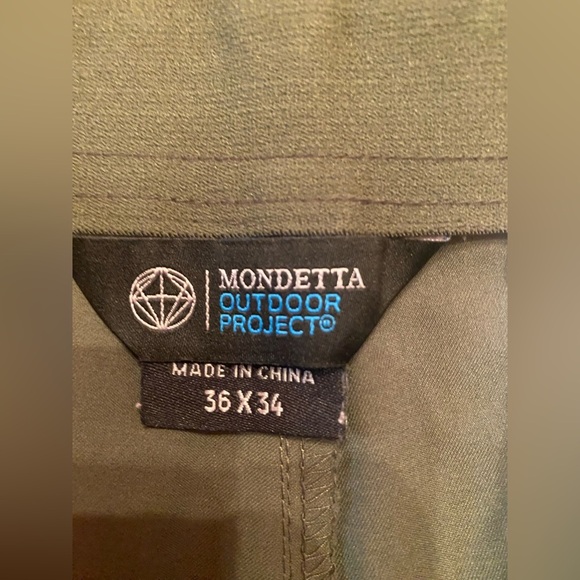 MONDETTA
OUTDOOR
PROJECT®
MADE IN CHINA
36 X 34